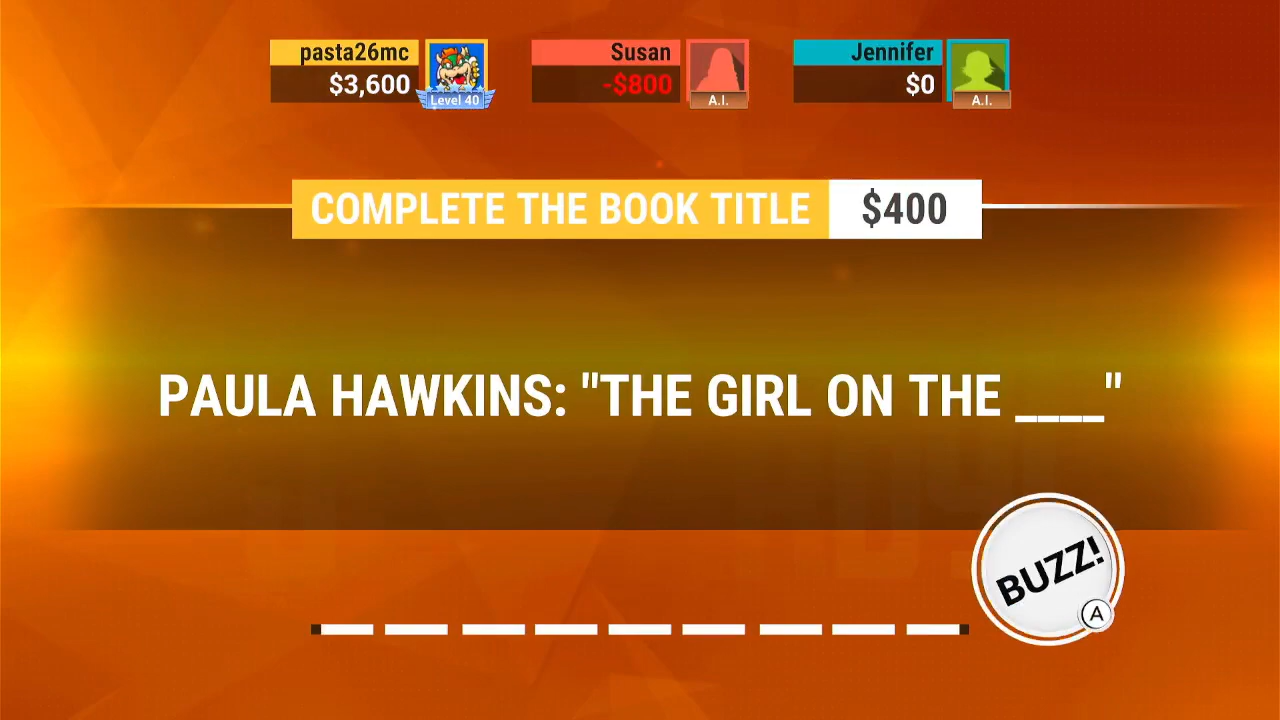 pasta26mc
$3,600
Level 40
Susan
-$800
A.I.
Jennifer
$0
A.I.
COMPLETE THE BOOK TITLE $400
PAULA HAWKINS: "THE GIRL ON THE ____"
BUZZ!
A